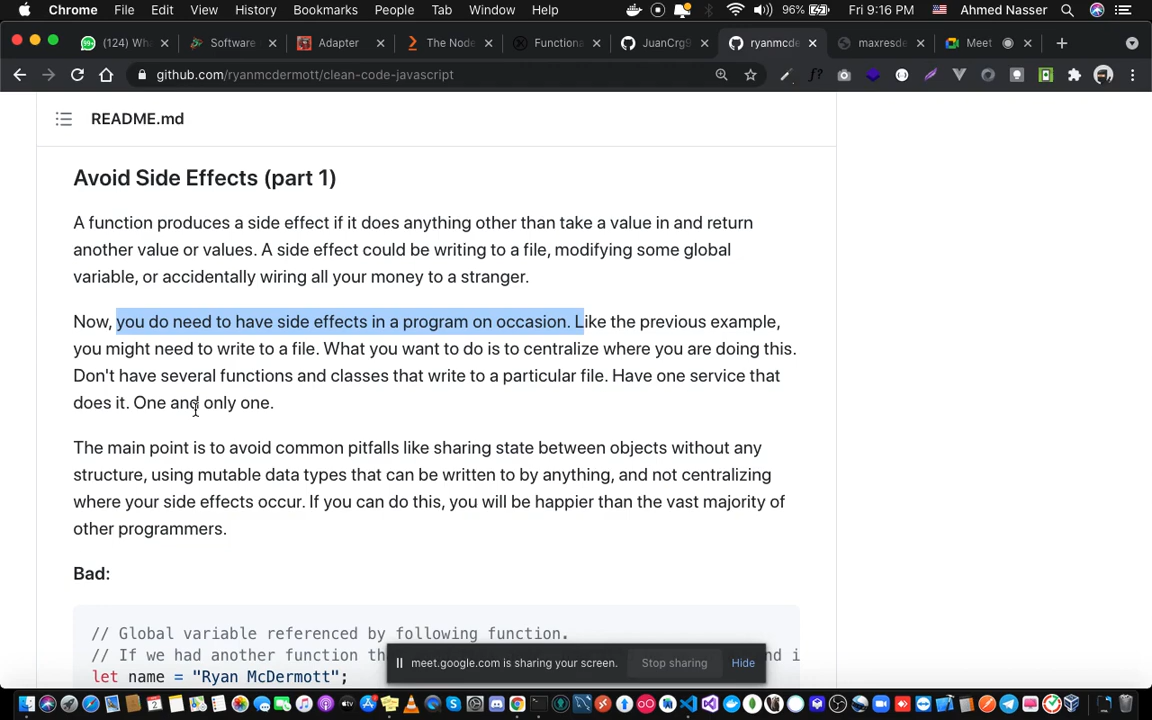 Chrome File Edit View History Bookmarks People Tab Window Help 96% Fri 9:16 PM Ahmed Nasser
(124) Wh Software Adapter The Node Functiona JuanCrg9 ryanmcde maxresde Meet
github.com/ryanmcdermott/clean-code-javascript
README.md
Avoid Side Effects (part 1)
A function produces a side effect if it does anything other than take a value in and return
another value or values. A side effect could be writing to a file, modifying some global
variable, or accidentally wiring all your money to a stranger.
Now, you do need to have side effects in a program on occasion. Like the previous example,
you might need to write to a file. What you want to do is to centralize where you are doing this.
Don't have several functions and classes that write to a particular file. Have one service that
does it. One and only one.
The main point is to avoid common pitfalls like sharing state between objects without any
structure, using mutable data types that can be written to by anything, and not centralizing
where your side effects occur. If you can do this, you will be happier than the vast majority of
other programmers.
Bad:
// Global variable referenced by following function.
// If we had another function th nd i
let name = "Ryan McDermott";
meet.google.com is sharing your screen. Stop sharing Hide